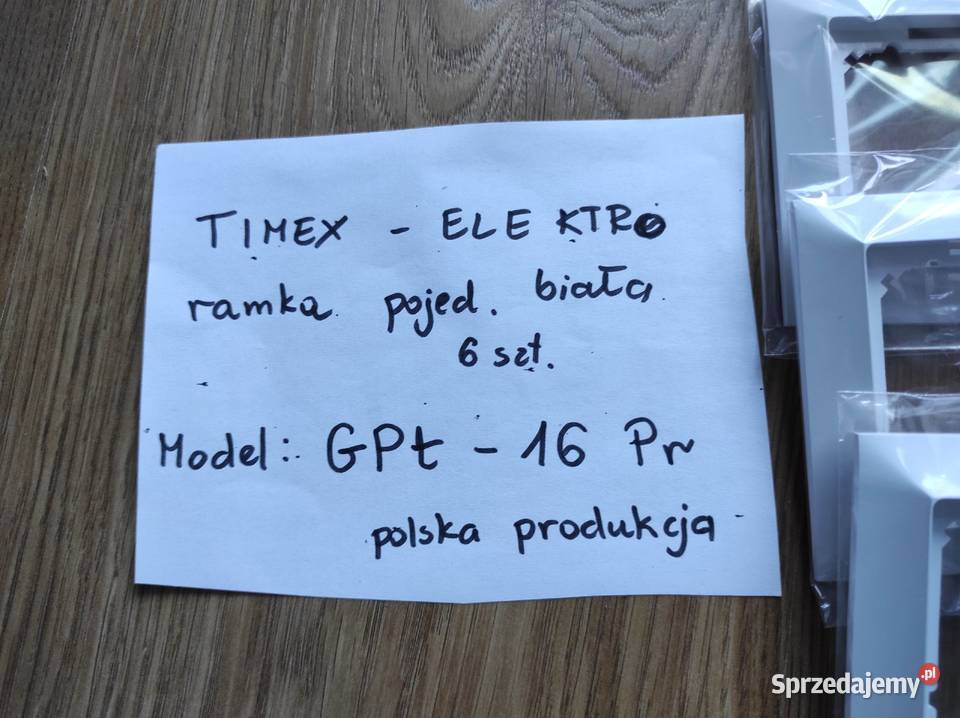 TIMEX - ELEKTRO
ramka pojed. biała
6 szt.
Model: GPt - 16 Pr
polska produkcja
Sprzedajemy.pl